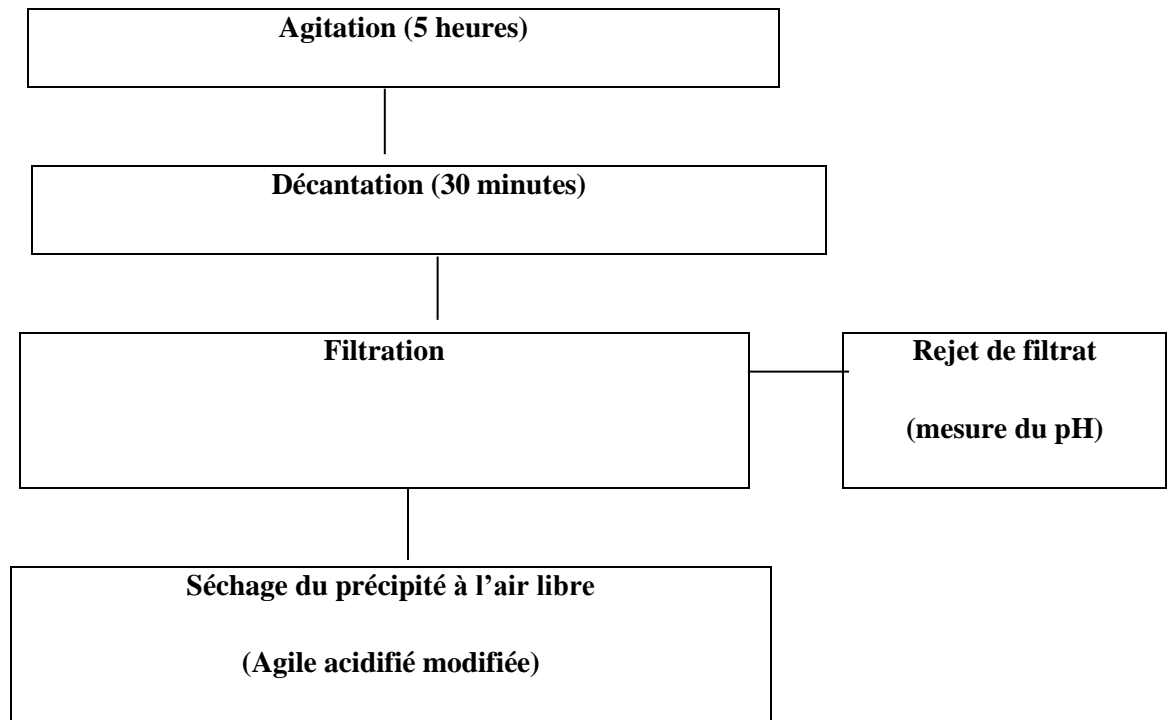 Agitation (5 heures)
Décantation (30 minutes)
Filtration
Rejet de filtrat
(mesure du pH)
Séchage du précipité à l’air libre
(Agile acidifié modifiée)